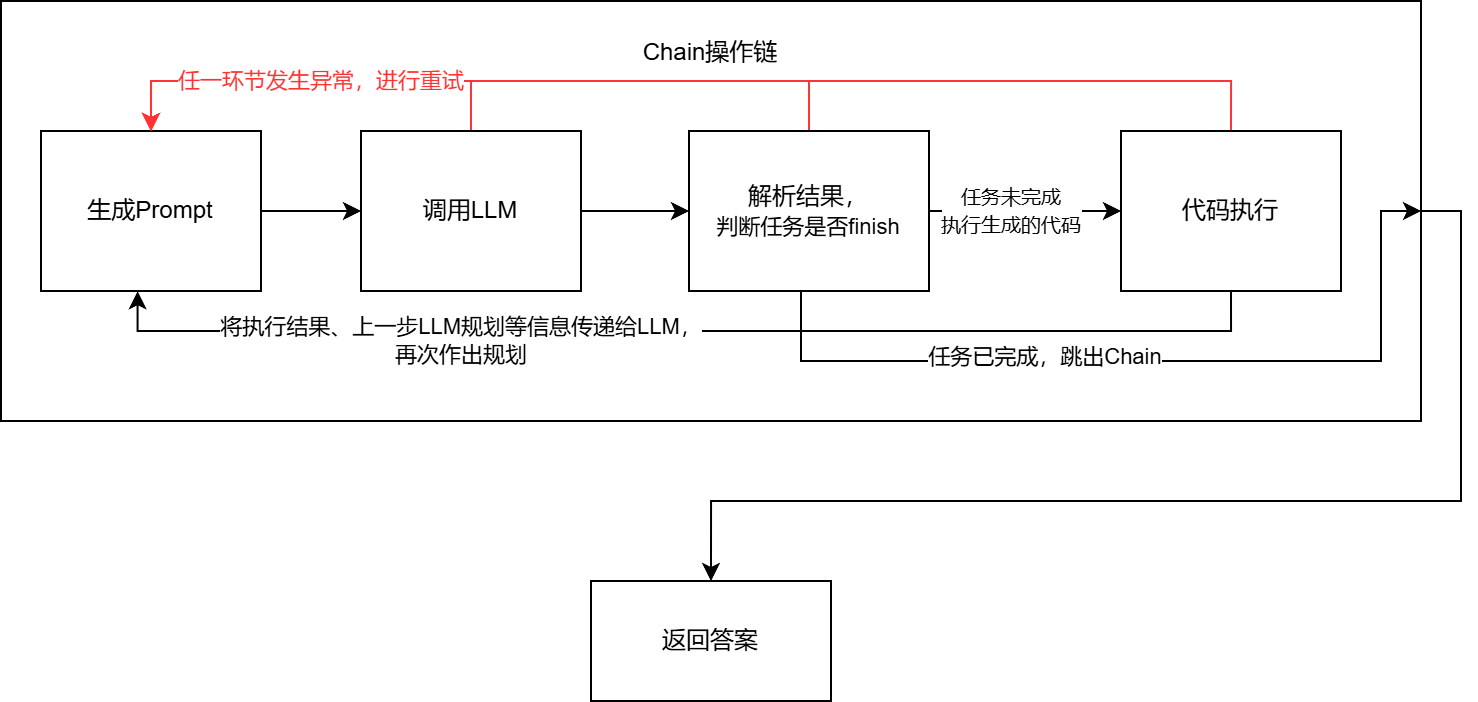 Chain操作链
任一环节发生异常，进行重试
生成Prompt
调用LLM
解析结果，
判断任务是否finish
任务未完成
执行生成的代码
代码执行
将执行结果、上一步LLM规划等信息传递给LLM，
再次作出规划
任务已完成，跳出Chain
返回答案